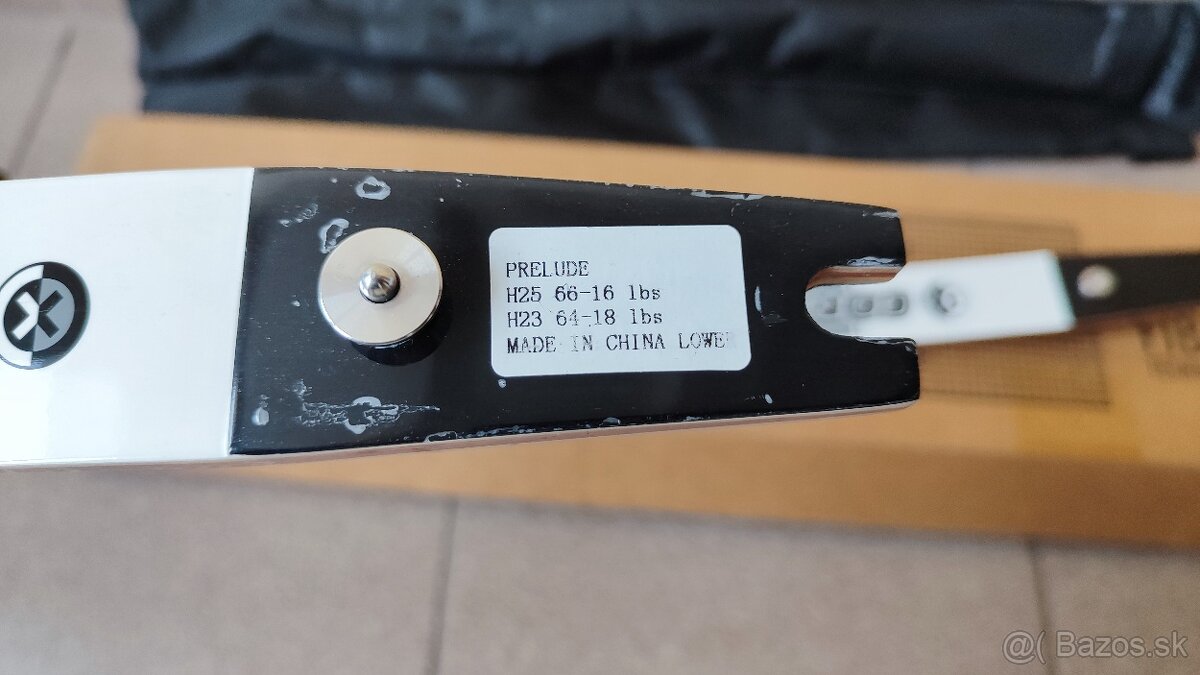 PRELUDE
H25 66-16 lbs
H23 64-18 lbs
MADE IN CHINA LOWER
@( Bazos.sk